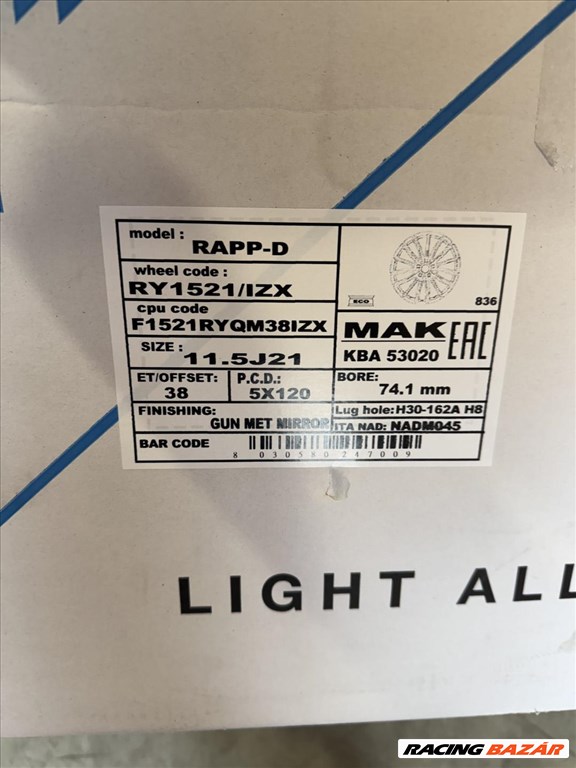 model : RAPP-D
wheel code :
RY1521/IZX
cpu code
F1521RYQM38IZX
SIZE : 11.5J21
ET/OFFSET: 38
P.C.D.: 5X120
FINISHING: GUN MET MIRROR
BAR CODE
8 030580 247009
ECO
836
MAK EAC
KBA 53020
BORE: 74.1 mm
Lug hole: H30-162A H8
ITA NAD: NADM045
LIGHT ALL
RACINGBAZÁR